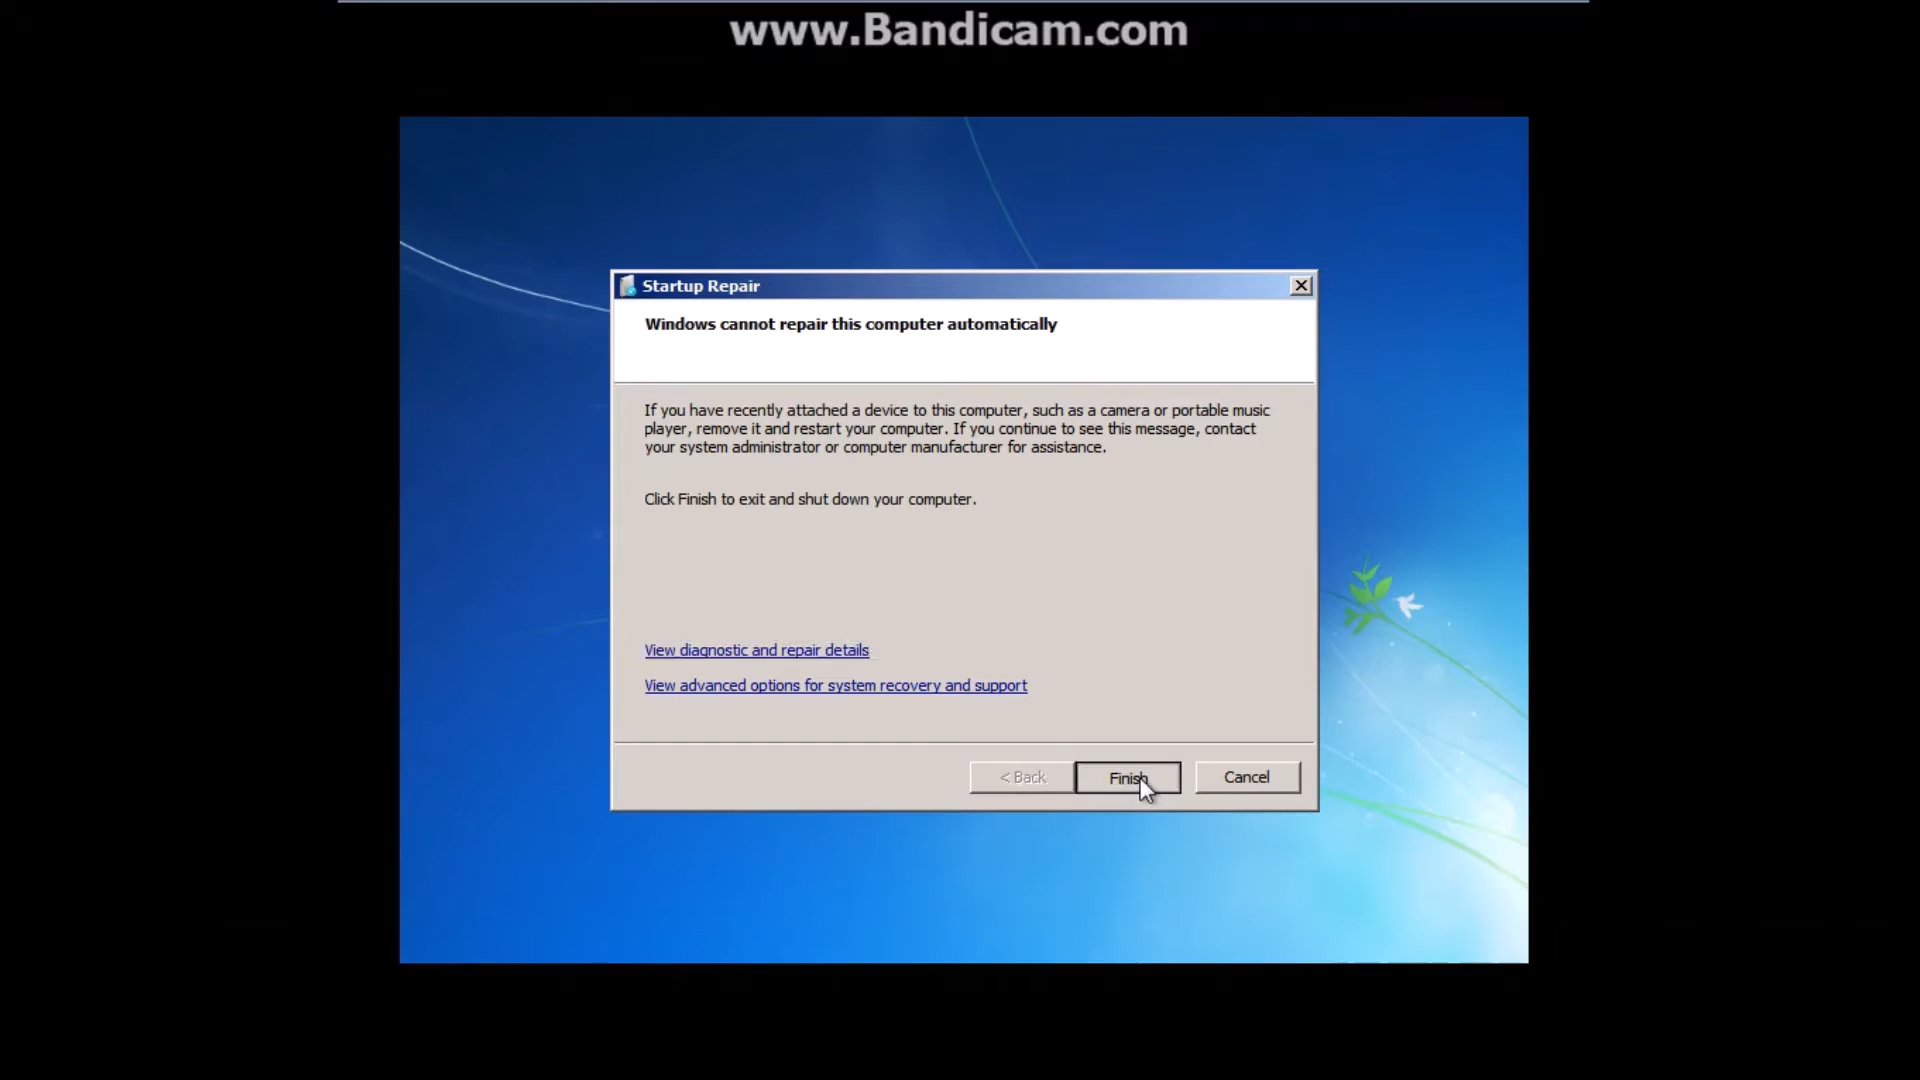 www.Bandicam.com
Startup Repair
Windows cannot repair this computer automatically
If you have recently attached a device to this computer, such as a camera or portable music
player, remove it and restart your computer. If you continue to see this message, contact
your system administrator or computer manufacturer for assistance.
Click Finish to exit and shut down your computer.
View diagnostic and repair details
View advanced options for system recovery and support
< Back
Finish
Cancel